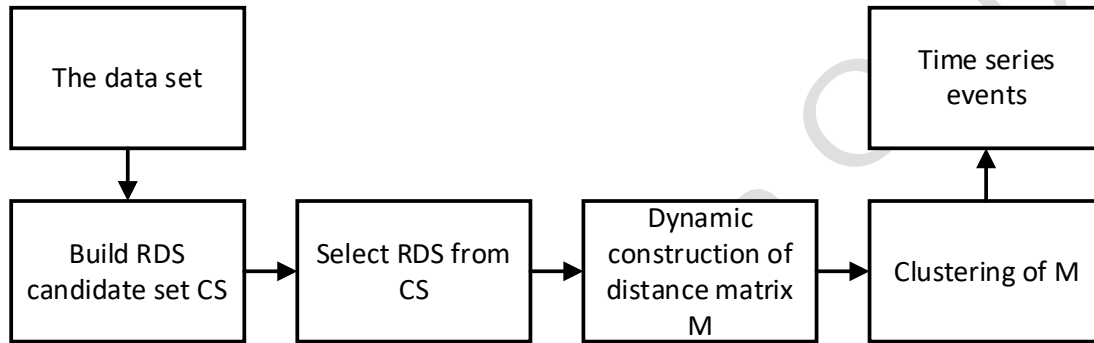 The data set
Build RDS
candidate set CS
Select RDS from
CS
Dynamic
construction of
distance matrix
M
Clustering of M
Time series
events